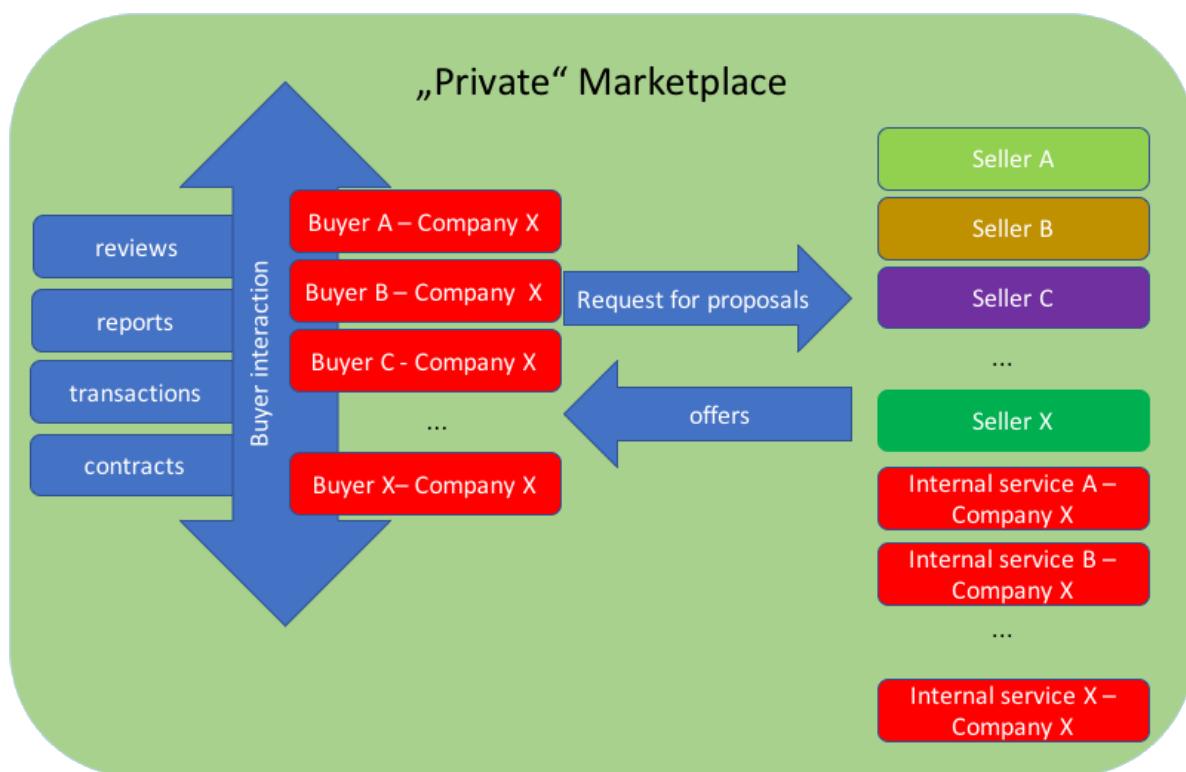 „Private“ Marketplace
reviews
reports
transactions
contracts
Buyer interaction
Buyer A – Company X
Buyer B – Company  X
Buyer C - Company X
...
Buyer X– Company X
Request for proposals
offers
Seller A
Seller B
Seller C
...
Seller X
Internal service A –
Company X
Internal service B –
Company X
...
Internal service X –
Company X